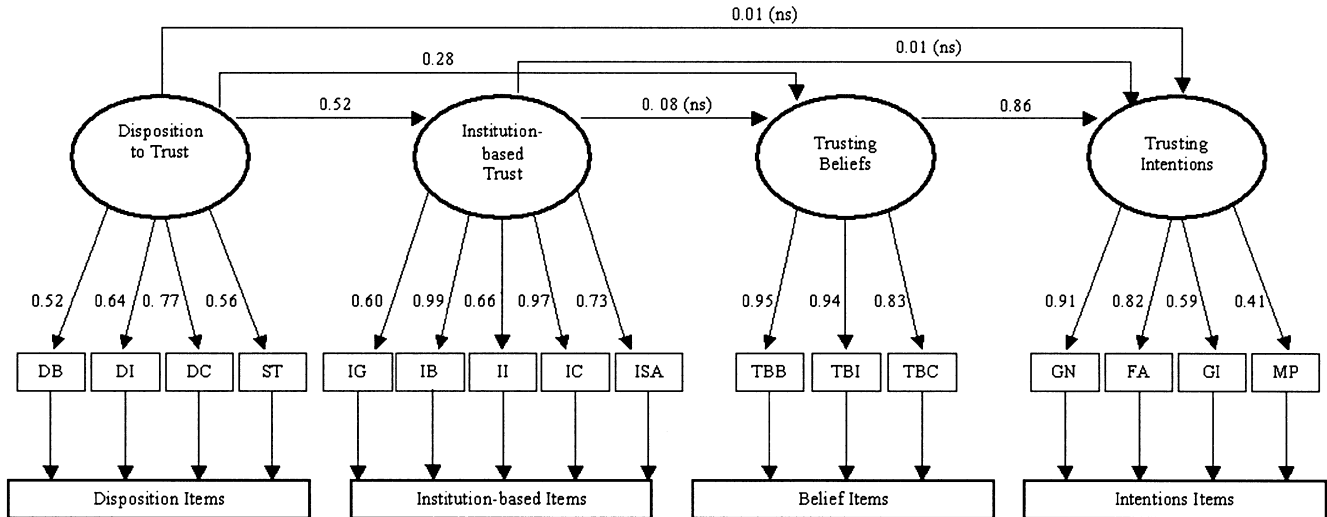 0.01 (ns)
0.01 (ns)
0.28
0.52
0. 08 (ns)
0.86
Disposition
to Trust
Institution-
based
Trust
Trusting
Beliefs
Trusting
Intentions
0.52 0.64 0. 77 0.56 0.60 0.99 0.66 0.97 0.73 0.95 0.94 0.83 0.91 0.82 0.59 0.41
DB DI DC ST IG IB II IC ISA TBB TBI TBC GN FA GI MP
Disposition Items Institution-based Items Belief Items Intentions Items